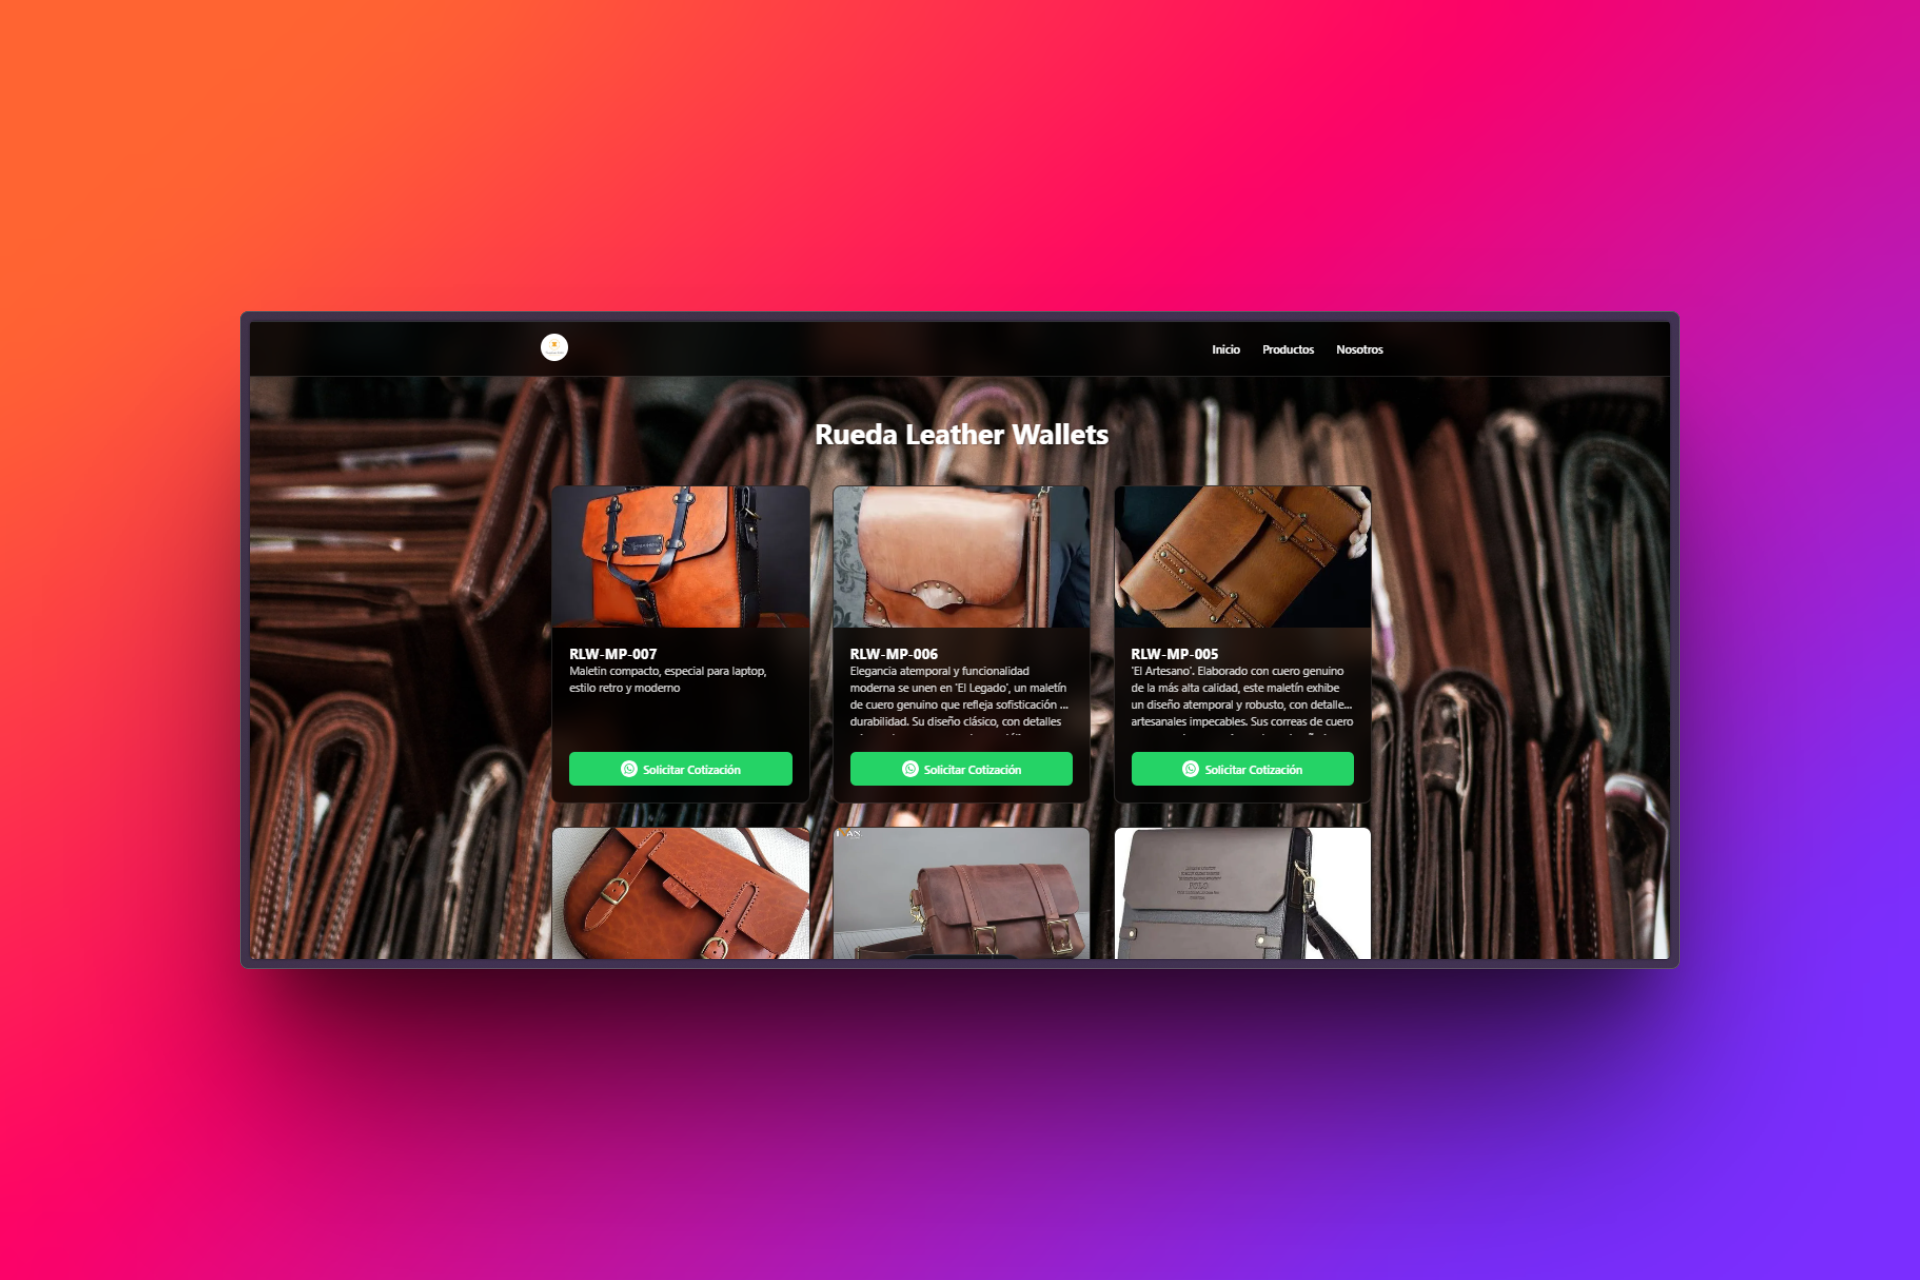 Inicio Productos Nosotros
Rueda Leather Wallets
RLW-MP-007
Maletin compacto, especial para laptop,
estilo retro y moderno
Solicitar Cotización
RLW-MP-006
Elegancia atemporal y funcionalidad
moderna se unen en 'El Legado', un maletín
de cuero genuino que refleja sofisticación ...
durabilidad. Su diseño clásico, con detalles
Solicitar Cotización
RLW-MP-005
'El Artesano'. Elaborado con cuero genuino
de la más alta calidad, este maletín exhibe
un diseño atemporal y robusto, con detalle...
artesanales impecables. Sus correas de cuero
Solicitar Cotización
POLO